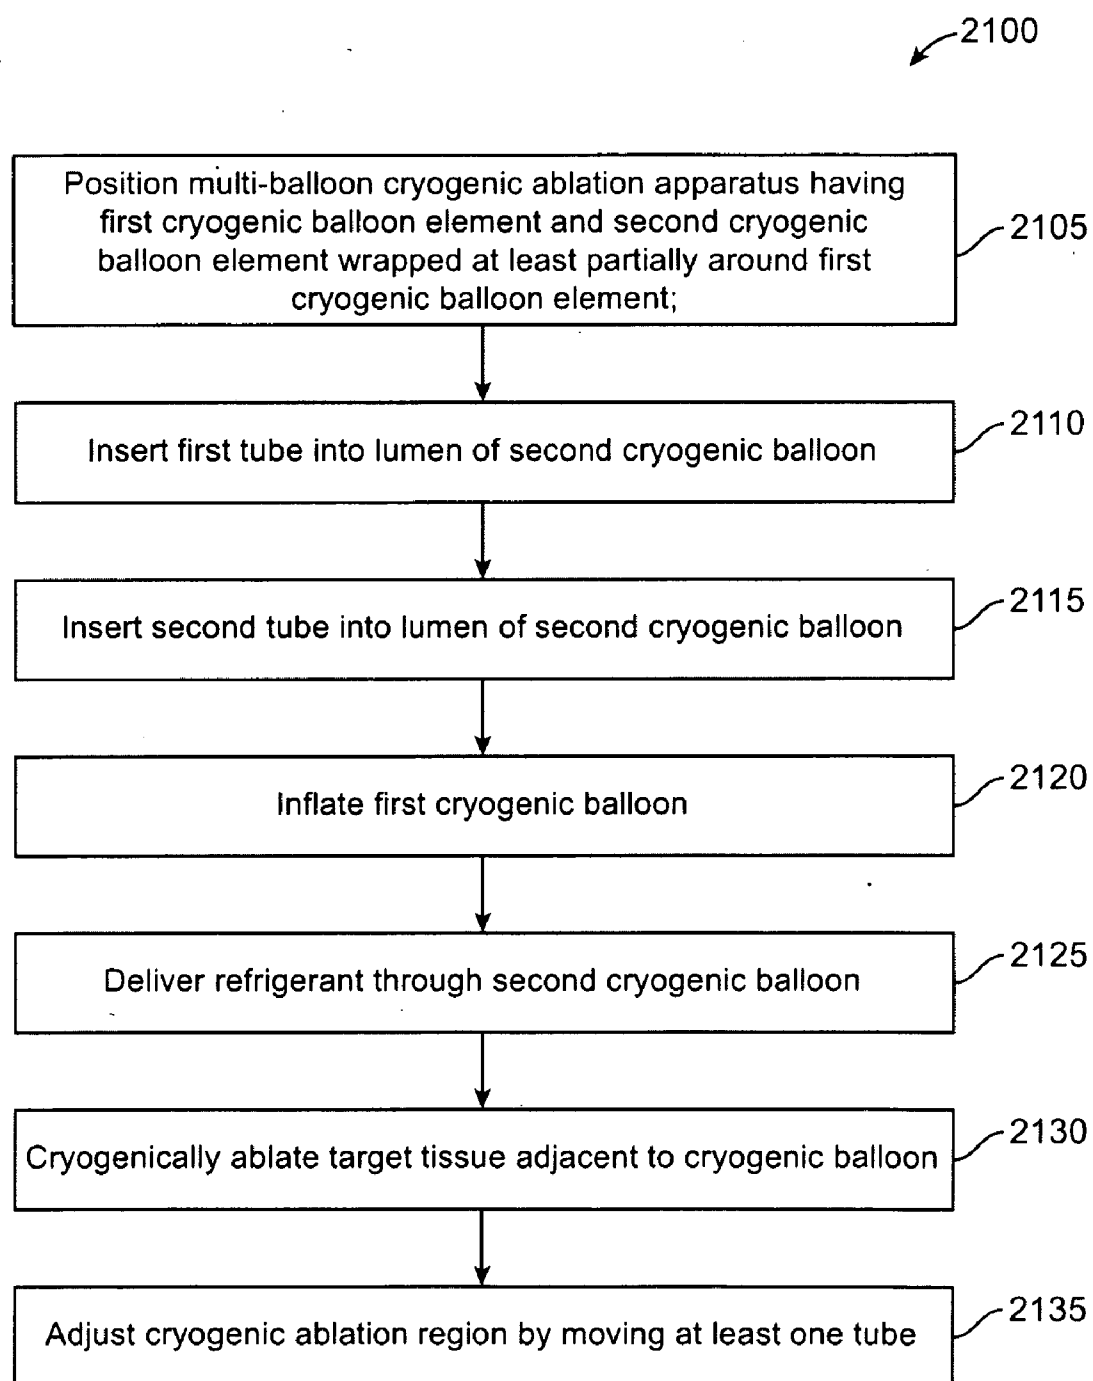 2100
Position multi-balloon cryogenic ablation apparatus having
first cryogenic balloon element and second cryogenic
balloon element wrapped at least partially around first
cryogenic balloon element;
2105
Insert first tube into lumen of second cryogenic balloon
2110
Insert second tube into lumen of second cryogenic balloon
2115
Inflate first cryogenic balloon
2120
Deliver refrigerant through second cryogenic balloon
2125
Cryogenically ablate target tissue adjacent to cryogenic balloon
2130
Adjust cryogenic ablation region by moving at least one tube
2135